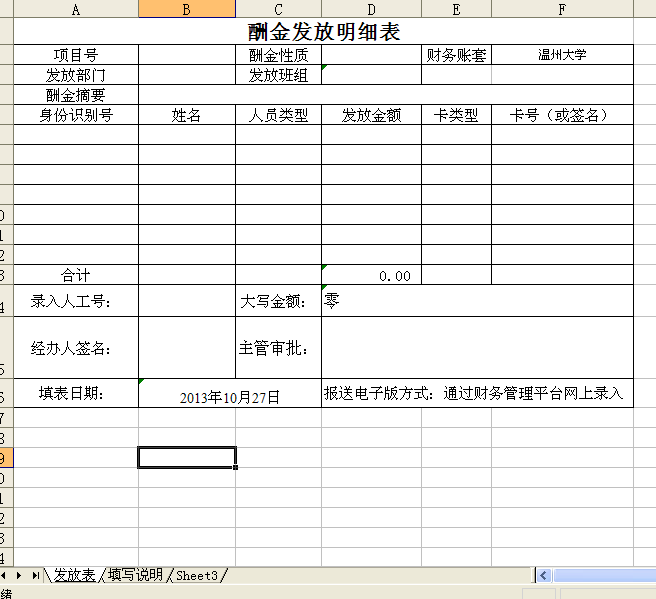 A B C D E F
酬金发放明细表
项目号 酬金性质 财务账套 温州大学
发放部门 发放班组
酬金摘要
身份识别号 姓名 人员类型 发放金额 卡类型 卡号（或签名）
合计 0.00
录入人工号： 大写金额： 零
经办人签名： 主管审批：
填表日期： 2013年10月27日 报送电子版方式：通过财务管理平台网上录入
发放表 填写说明 Sheet3
绪